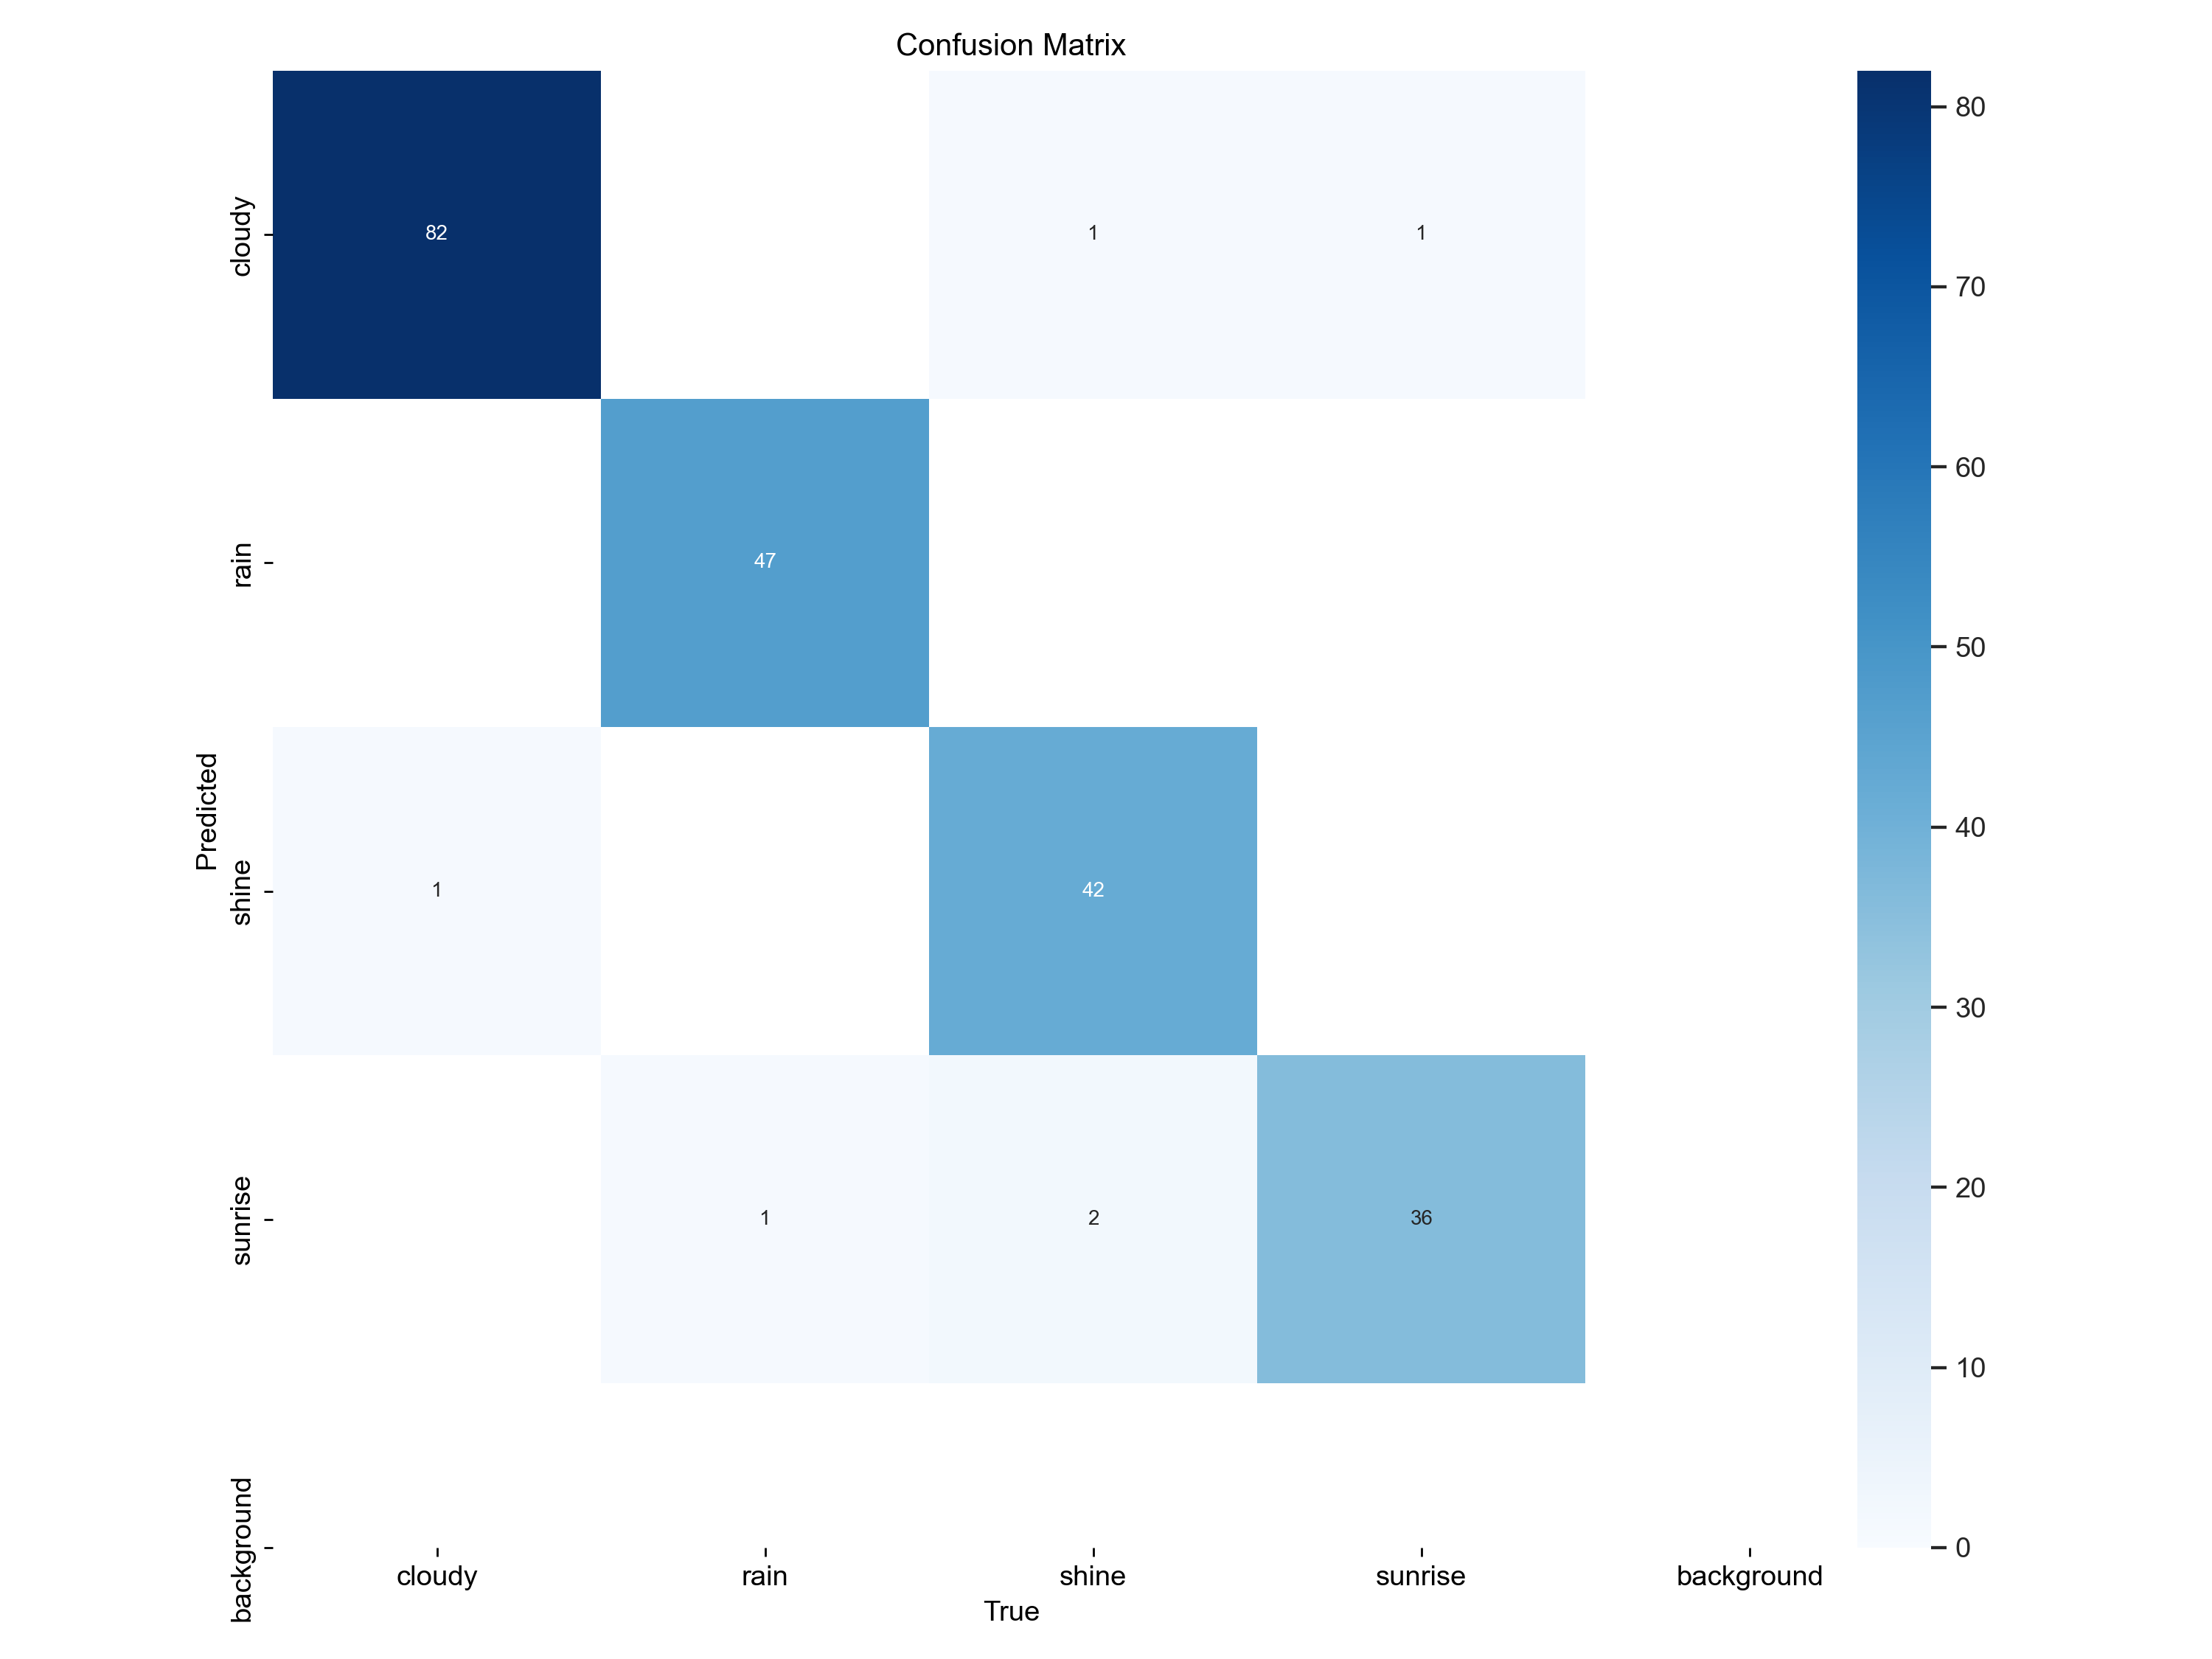 Confusion Matrix
cloudy
82
1
1
rain
47
shine
1
42
sunrise
1
2
36
background
Predicted
cloudy
rain
shine
sunrise
background
True
80
70
60
50
40
30
20
10
0